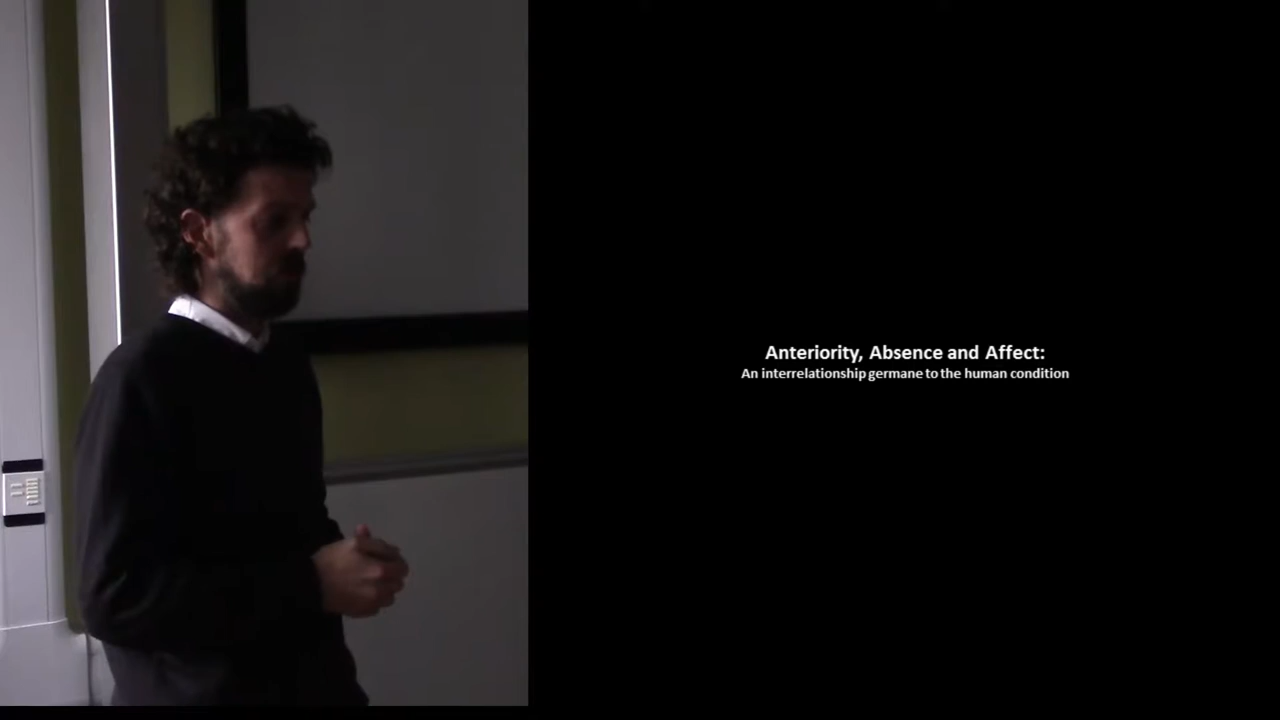 Anteriority, Absence and Affect:
An interrelationship germane to the human condition